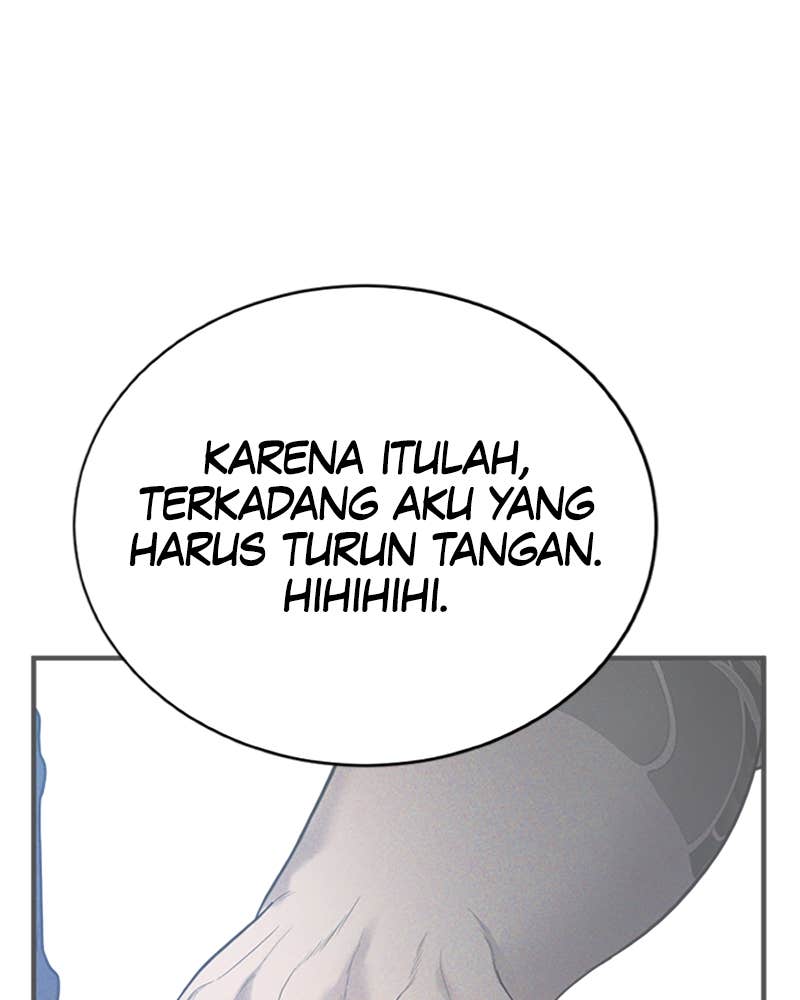 KARENA ITULAH,
TERKADANG AKU YANG
HARUS TURUN TANGAN.
HIHIHIHI.